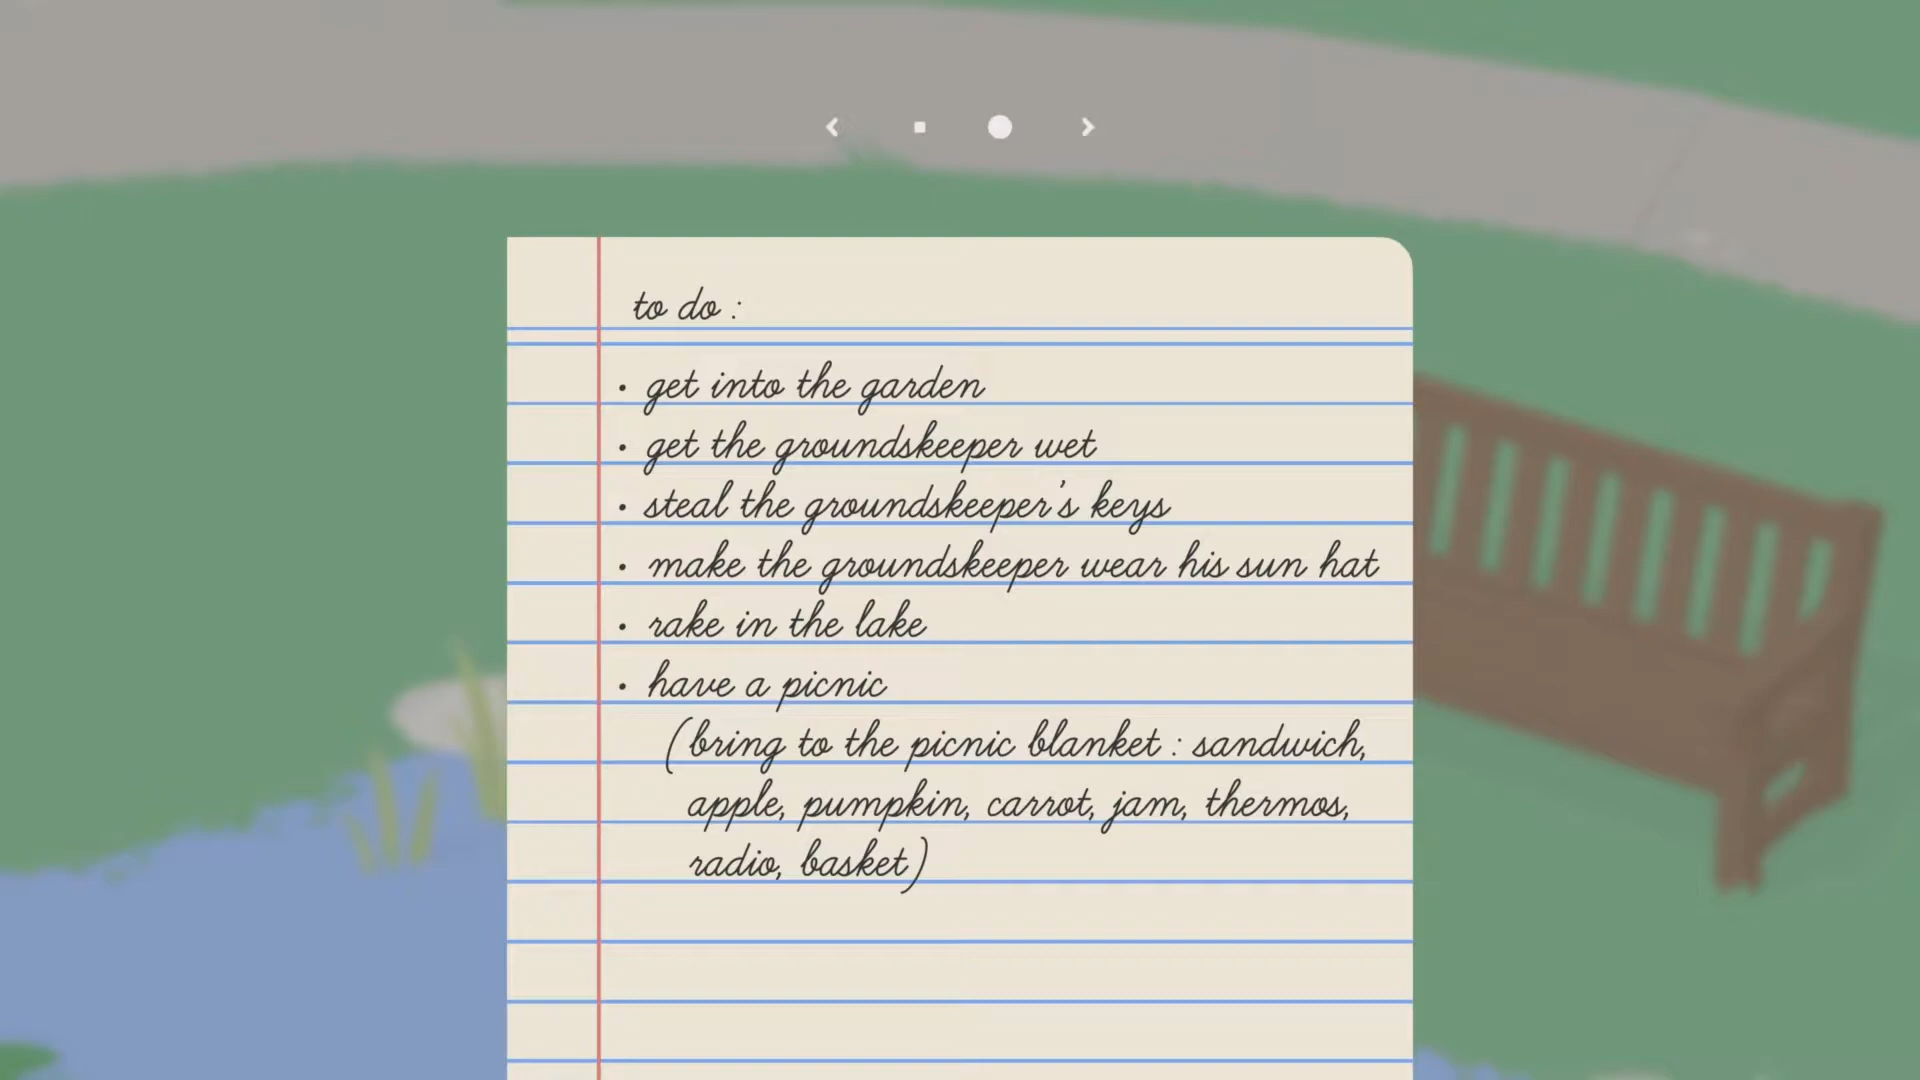 to do :
• get into the garden
• get the groundskeeper wet
• steal the groundskeeper's keys
• make the groundskeeper wear his sun hat
• rake in the lake
• have a picnic
(bring to the picnic blanket : sandwich,
apple, pumpkin, carrot, jam, thermos,
radio, basket)